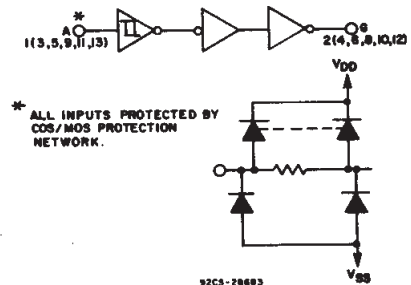 *
A
1(3,5,9,11,13)
G
2(4,6,8,10,12)
VDD
* ALL INPUTS PROTECTED BY
COS/MOS PROTECTION
NETWORK.
VSS
92CS-28683